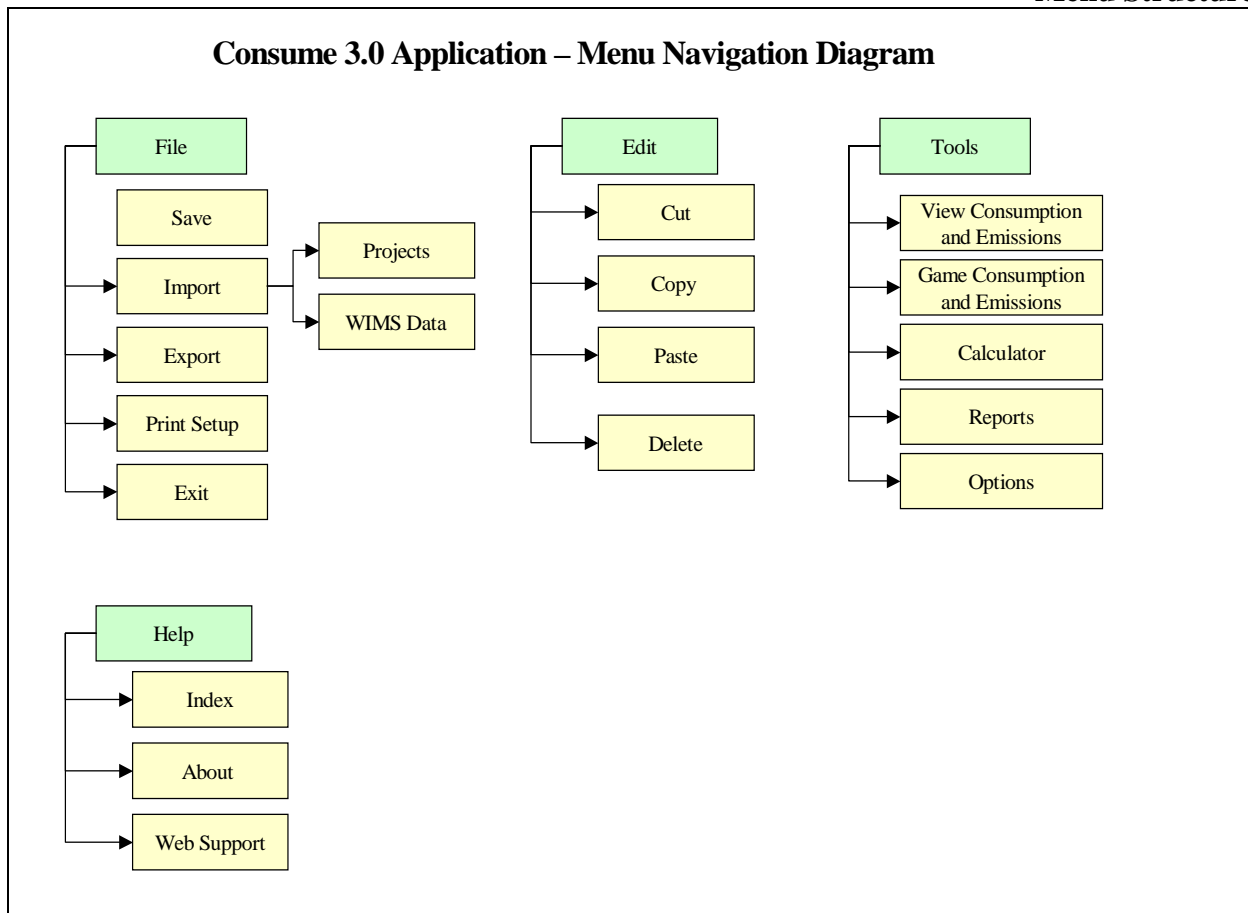 Menu Structure
Consume 3.0 Application – Menu Navigation Diagram
File
Save
Import
Projects
WIMS Data
Export
Print Setup
Exit
Edit
Cut
Copy
Paste
Delete
Tools
View Consumption
and Emissions
Game Consumption
and Emissions
Calculator
Reports
Options
Help
Index
About
Web Support